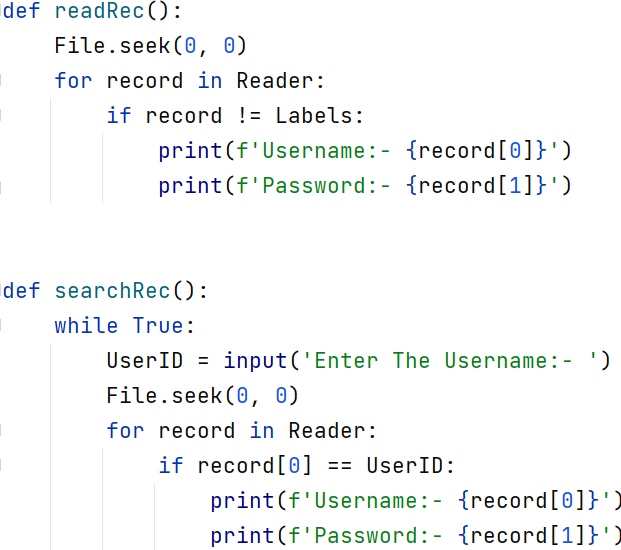 def readRec():
    File.seek(0, 0)
    for record in Reader:
        if record != Labels:
            print(f'Username:- {record[0]}')
            print(f'Password:- {record[1]}')
def searchRec():
    while True:
        UserID = input('Enter The Username:- ')
        File.seek(0, 0)
        for record in Reader:
            if record[0] == UserID:
                print(f'Username:- {record[0]}')
                print(f'Password:- {record[1]}')